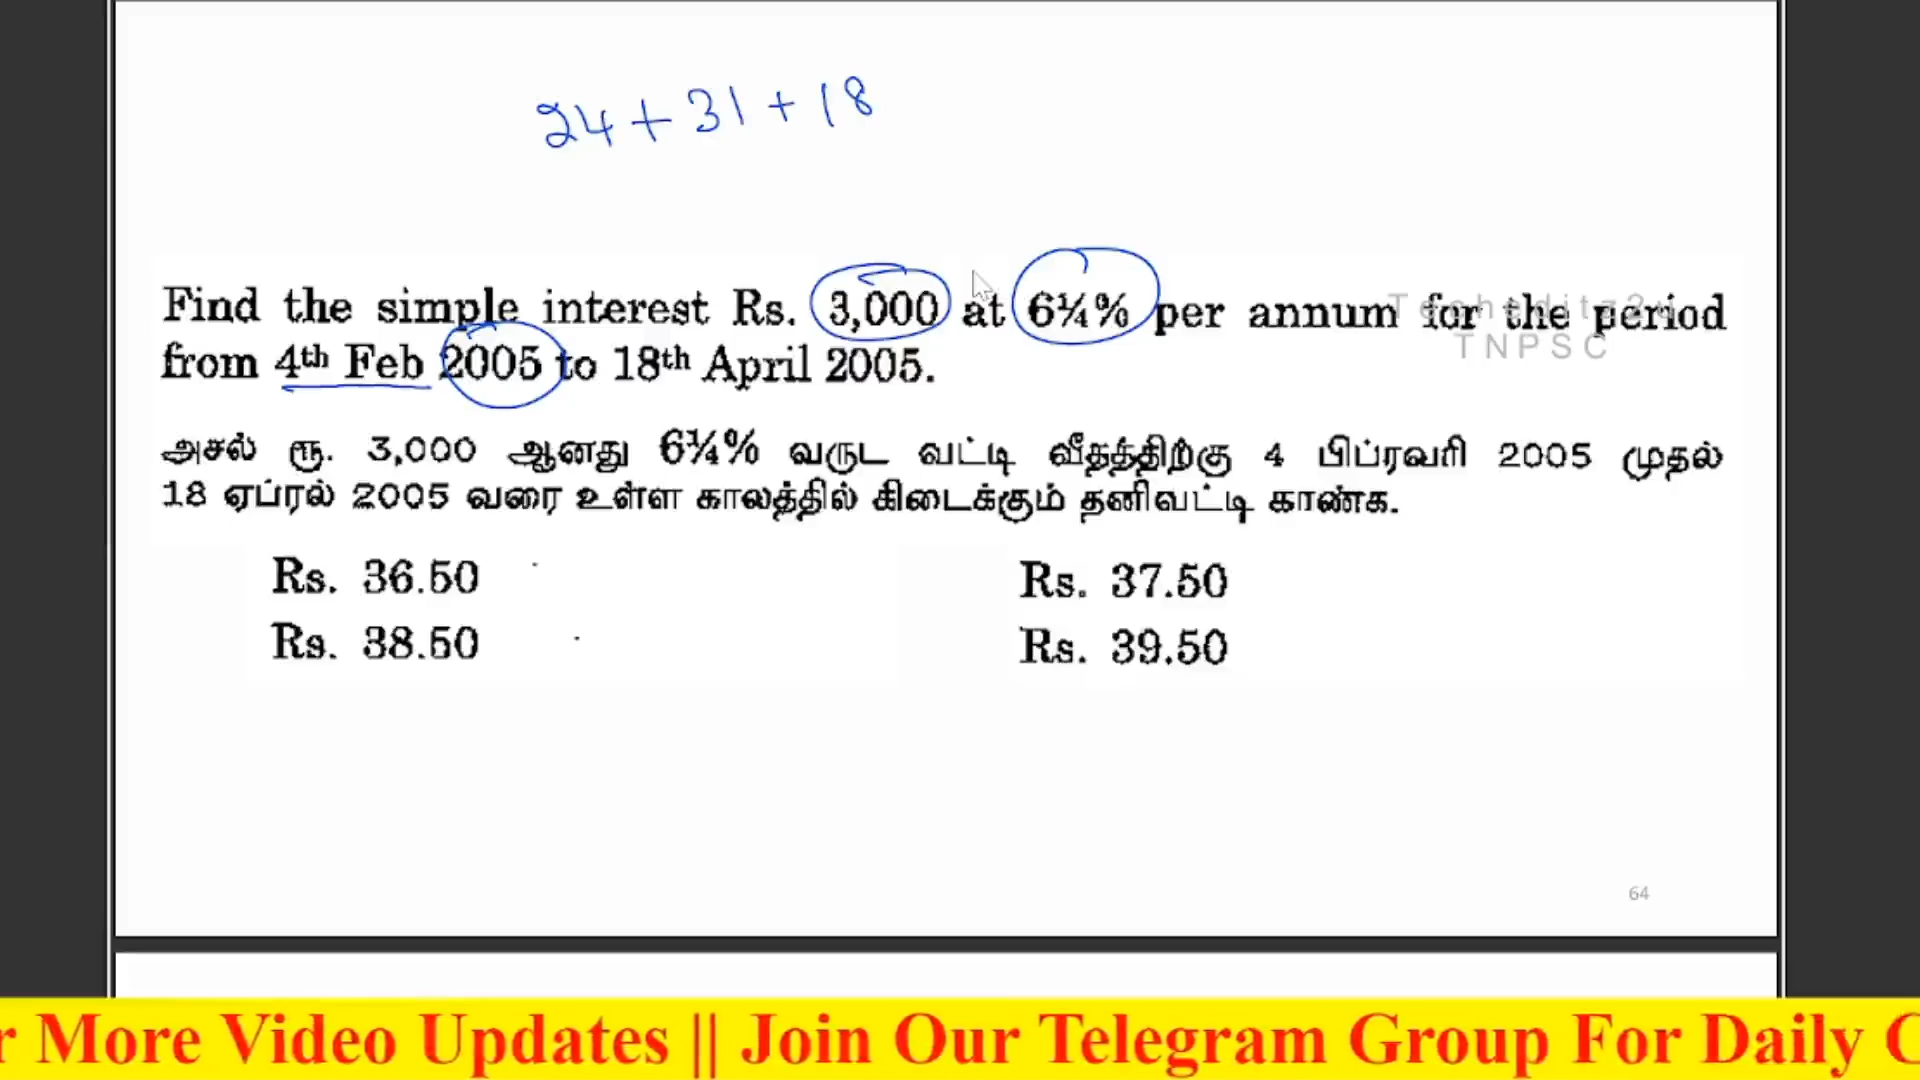 24 + 31 + 18
Find the simple interest Rs. 3,000 at 6¼% per annum for the period
Techeditz2u
TNPSC
from 4th Feb 2005 to 18th April 2005.
அசல் ரூ. 3,000 ஆனது 6¼% வருட வட்டி வீதத்திற்கு 4 பிப்ரவரி 2005 முதல்
18 ஏப்ரல் 2005 வரை உள்ள காலத்தில் கிடைக்கும் தனிவட்டி காண்க.
Rs. 36.50 Rs. 37.50
Rs. 38.50 Rs. 39.50
64
r More Video Updates || Join Our Telegram Group For Daily C